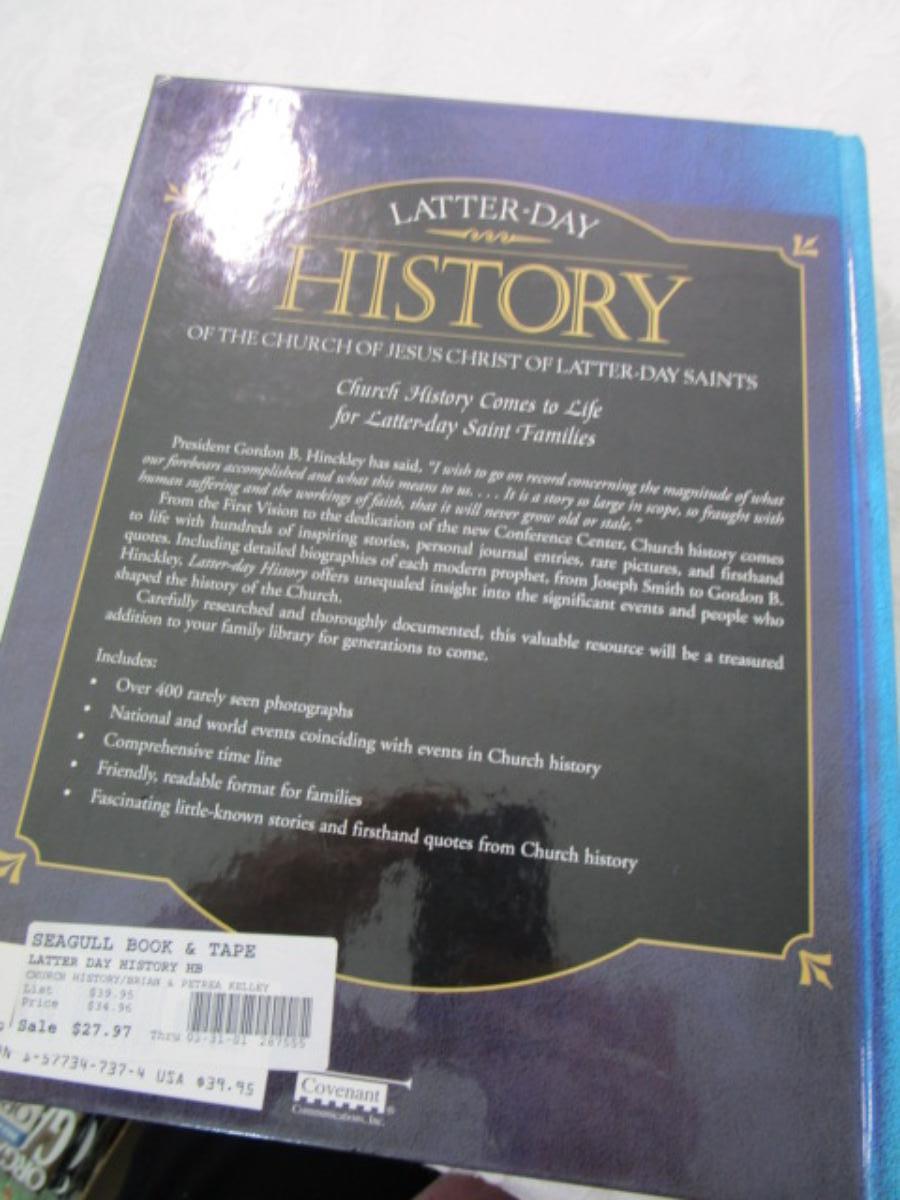 LATTER-DAY
HISTORY
OF THE CHURCH OF JESUS CHRIST OF LATTER-DAY SAINTS
Church History Comes to Life
for Latter-day Saint Families
President Gordon B. Hinckley has said, "I wish to go on record concerning the magnitude of what
our forebears accomplished and what this means to us. . . . It is a story so large in scope, so fraught with
human suffering and the workings of faith, that it will never grow old or stale."
From the First Vision to the dedication of the new Conference Center, Church history comes
to life with hundreds of inspiring stories, personal journal entries, rare pictures, and firsthand
quotes. Including detailed biographies of each modern prophet, from Joseph Smith to Gordon B.
Hinckley, Latter-day History offers unequaled insight into the significant events and people who
shaped the history of the Church.
Carefully researched and thoroughly documented, this valuable resource will be a treasured
addition to your family library for generations to come.
Includes:
• Over 400 rarely seen photographs
• National and world events coinciding with events in Church history
• Comprehensive time line
• Friendly, readable format for families
• Fascinating little-known stories and firsthand quotes from Church history
SEAGULL BOOK & TAPE
LATTER DAY HISTORY HB
CHURCH HISTORY/BRIAN & PETREA KELLEY
List $39.95
Price $34.96
Sale $27.97 Thru 03-31-01 267555
-57734-737-4 USA $39.95
Covenant
Communications, Inc.